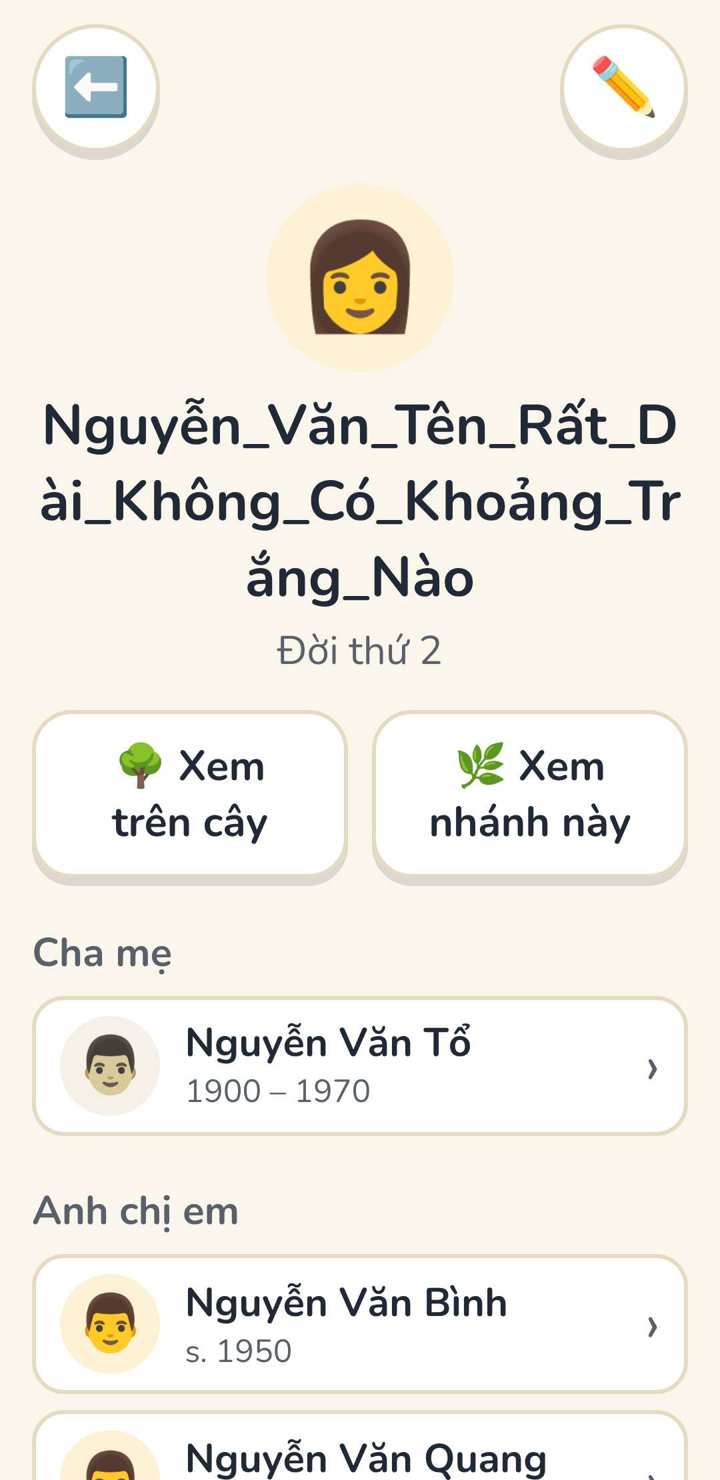 Nguyễn_Văn_Tên_Rất_D
ài_Không_Có_Khoảng_Tr
ắng_Nào
Đời thứ 2
Xem
trên cây
Xem
nhánh này
Cha mẹ
Nguyễn Văn Tổ
1900 – 1970
Anh chị em
Nguyễn Văn Bình
s. 1950
Nguyễn Văn Quang